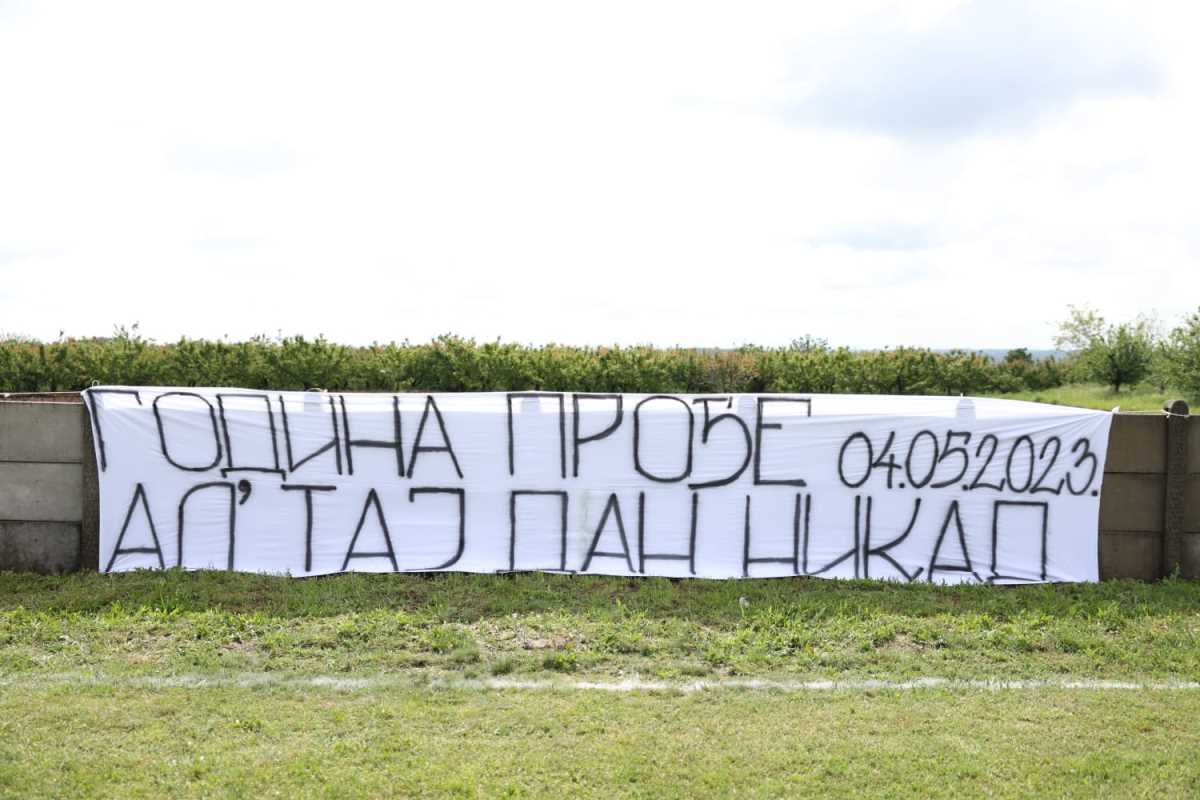 ГОДИНА ПРОЂЕ 04.05.2023.
АЛ' ТАЈ ДАН НИКАД